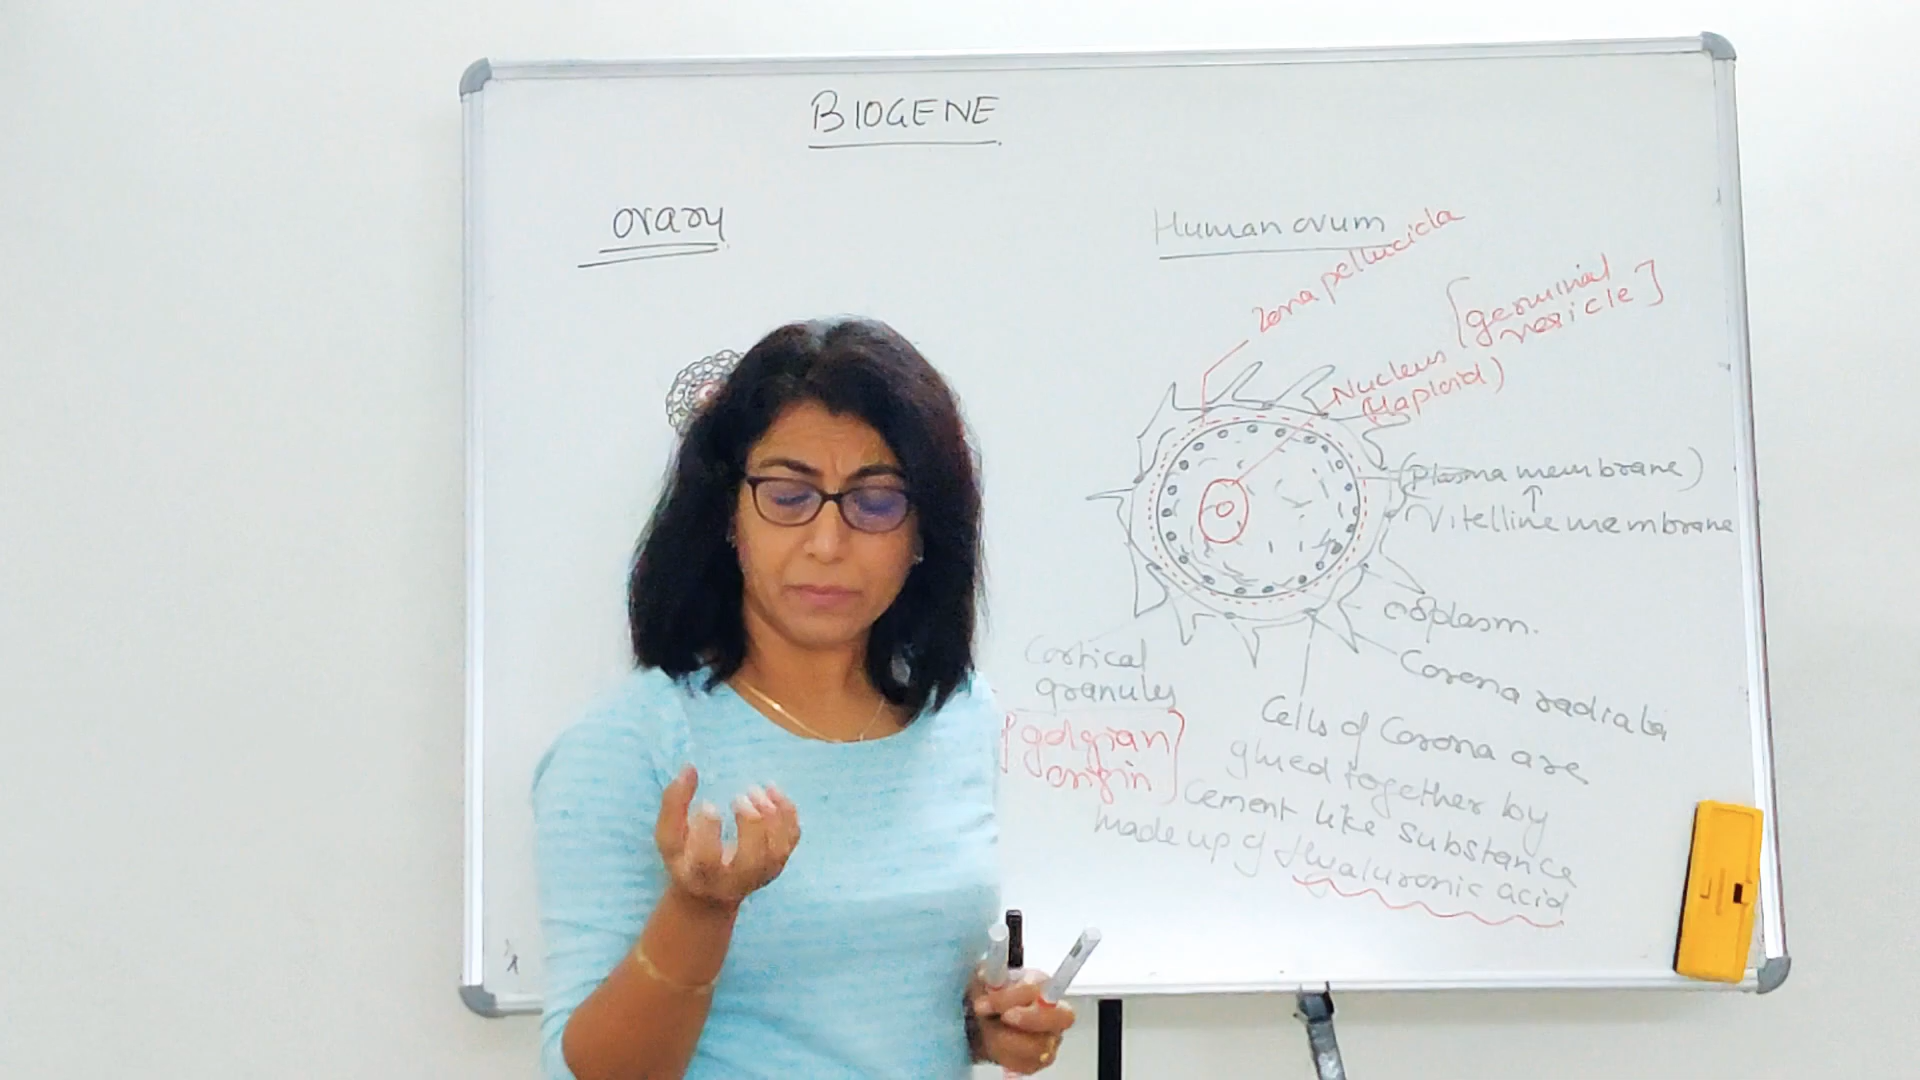 BIOGENE
ovary
Human ovum
zona pellucida
[germinal
vesicle]
Nucleus
(Haploid)
(Plasma membrane)
↑
Vitelline membrane
Corona radiata
Cortical
granules
golgian
origin
Cells of Corona are
glued together by
Cement like substance
made up of Hyaluronic acid